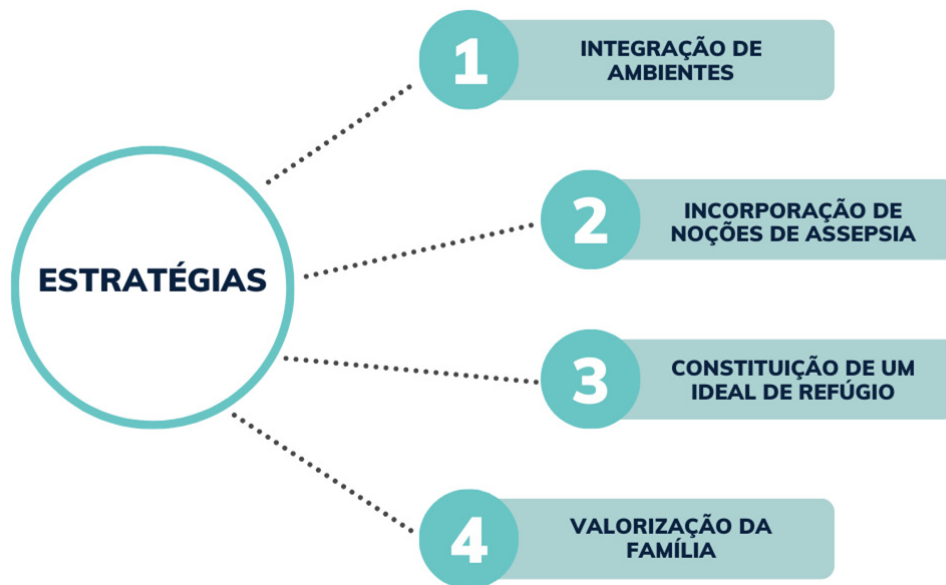 ESTRATÉGIAS
1
INTEGRAÇÃO DE
AMBIENTES
2
INCORPORAÇÃO DE
NOÇÕES DE ASSEPSIA
3
CONSTITUIÇÃO DE UM
IDEAL DE REFÚGIO
4
VALORIZAÇÃO DA
FAMÍLIA